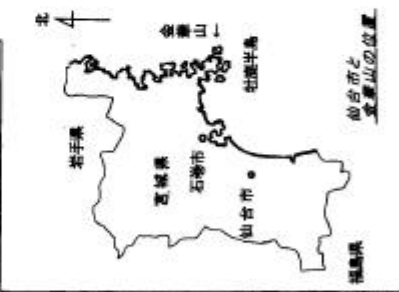 北
金華山←
牡鹿半島
岩手県
宮城県
石巻市
仙台市
福島県
仙台市と
金華山の位置